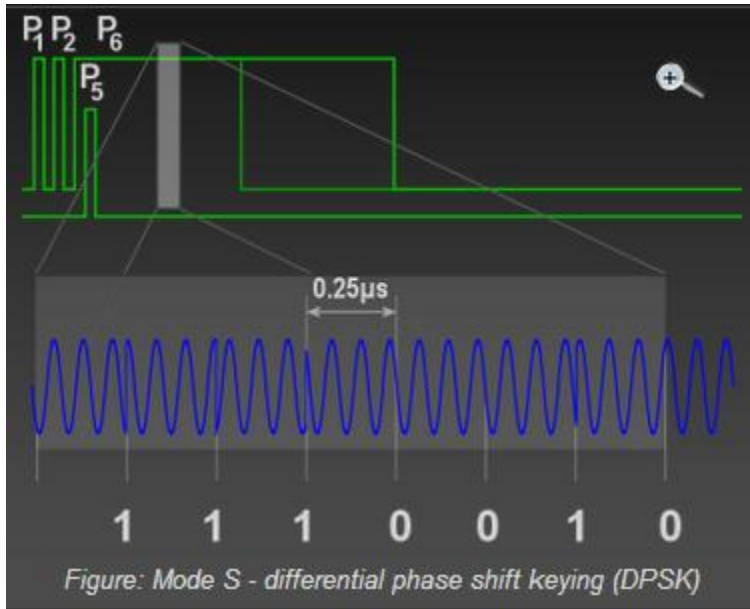 P1 P2 P6
P5
0.25µs
1 1 1 0 0 1 0
Figure: Mode S - differential phase shift keying (DPSK)